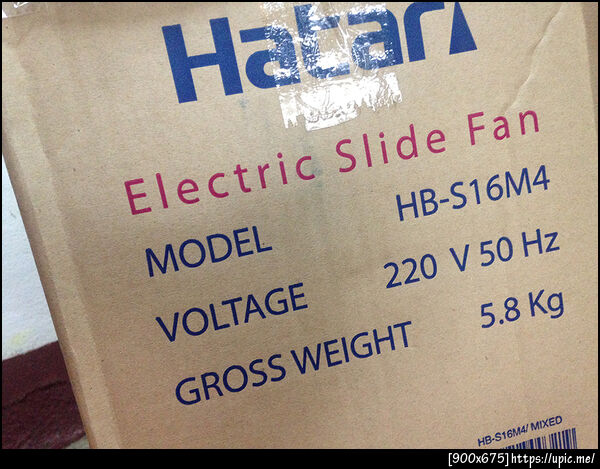 Hatari
Electric Slide Fan
MODEL HB-S16M4
VOLTAGE 220 V 50 Hz
GROSS WEIGHT 5.8 Kg
HB-S16M4/ MIXED
[900x675]https://upic.me/